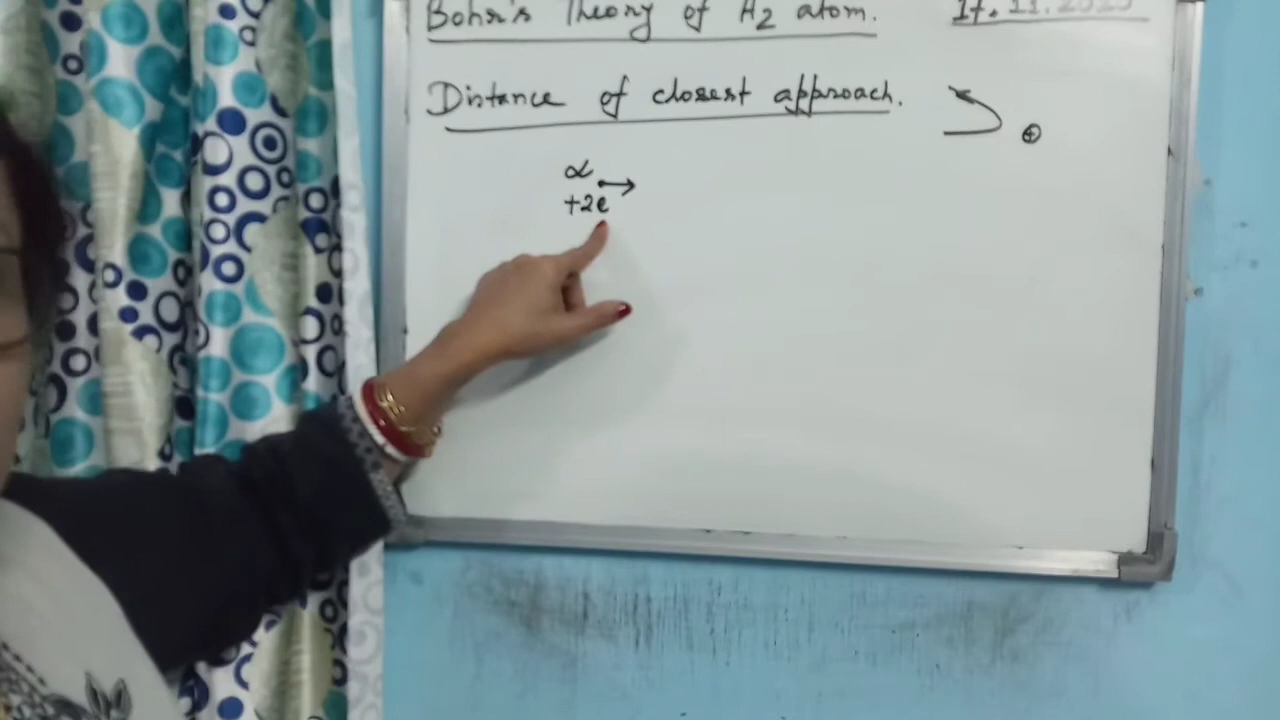 Bohr's Theory of H2 atom.
Distance of closest approach.
α
+2e